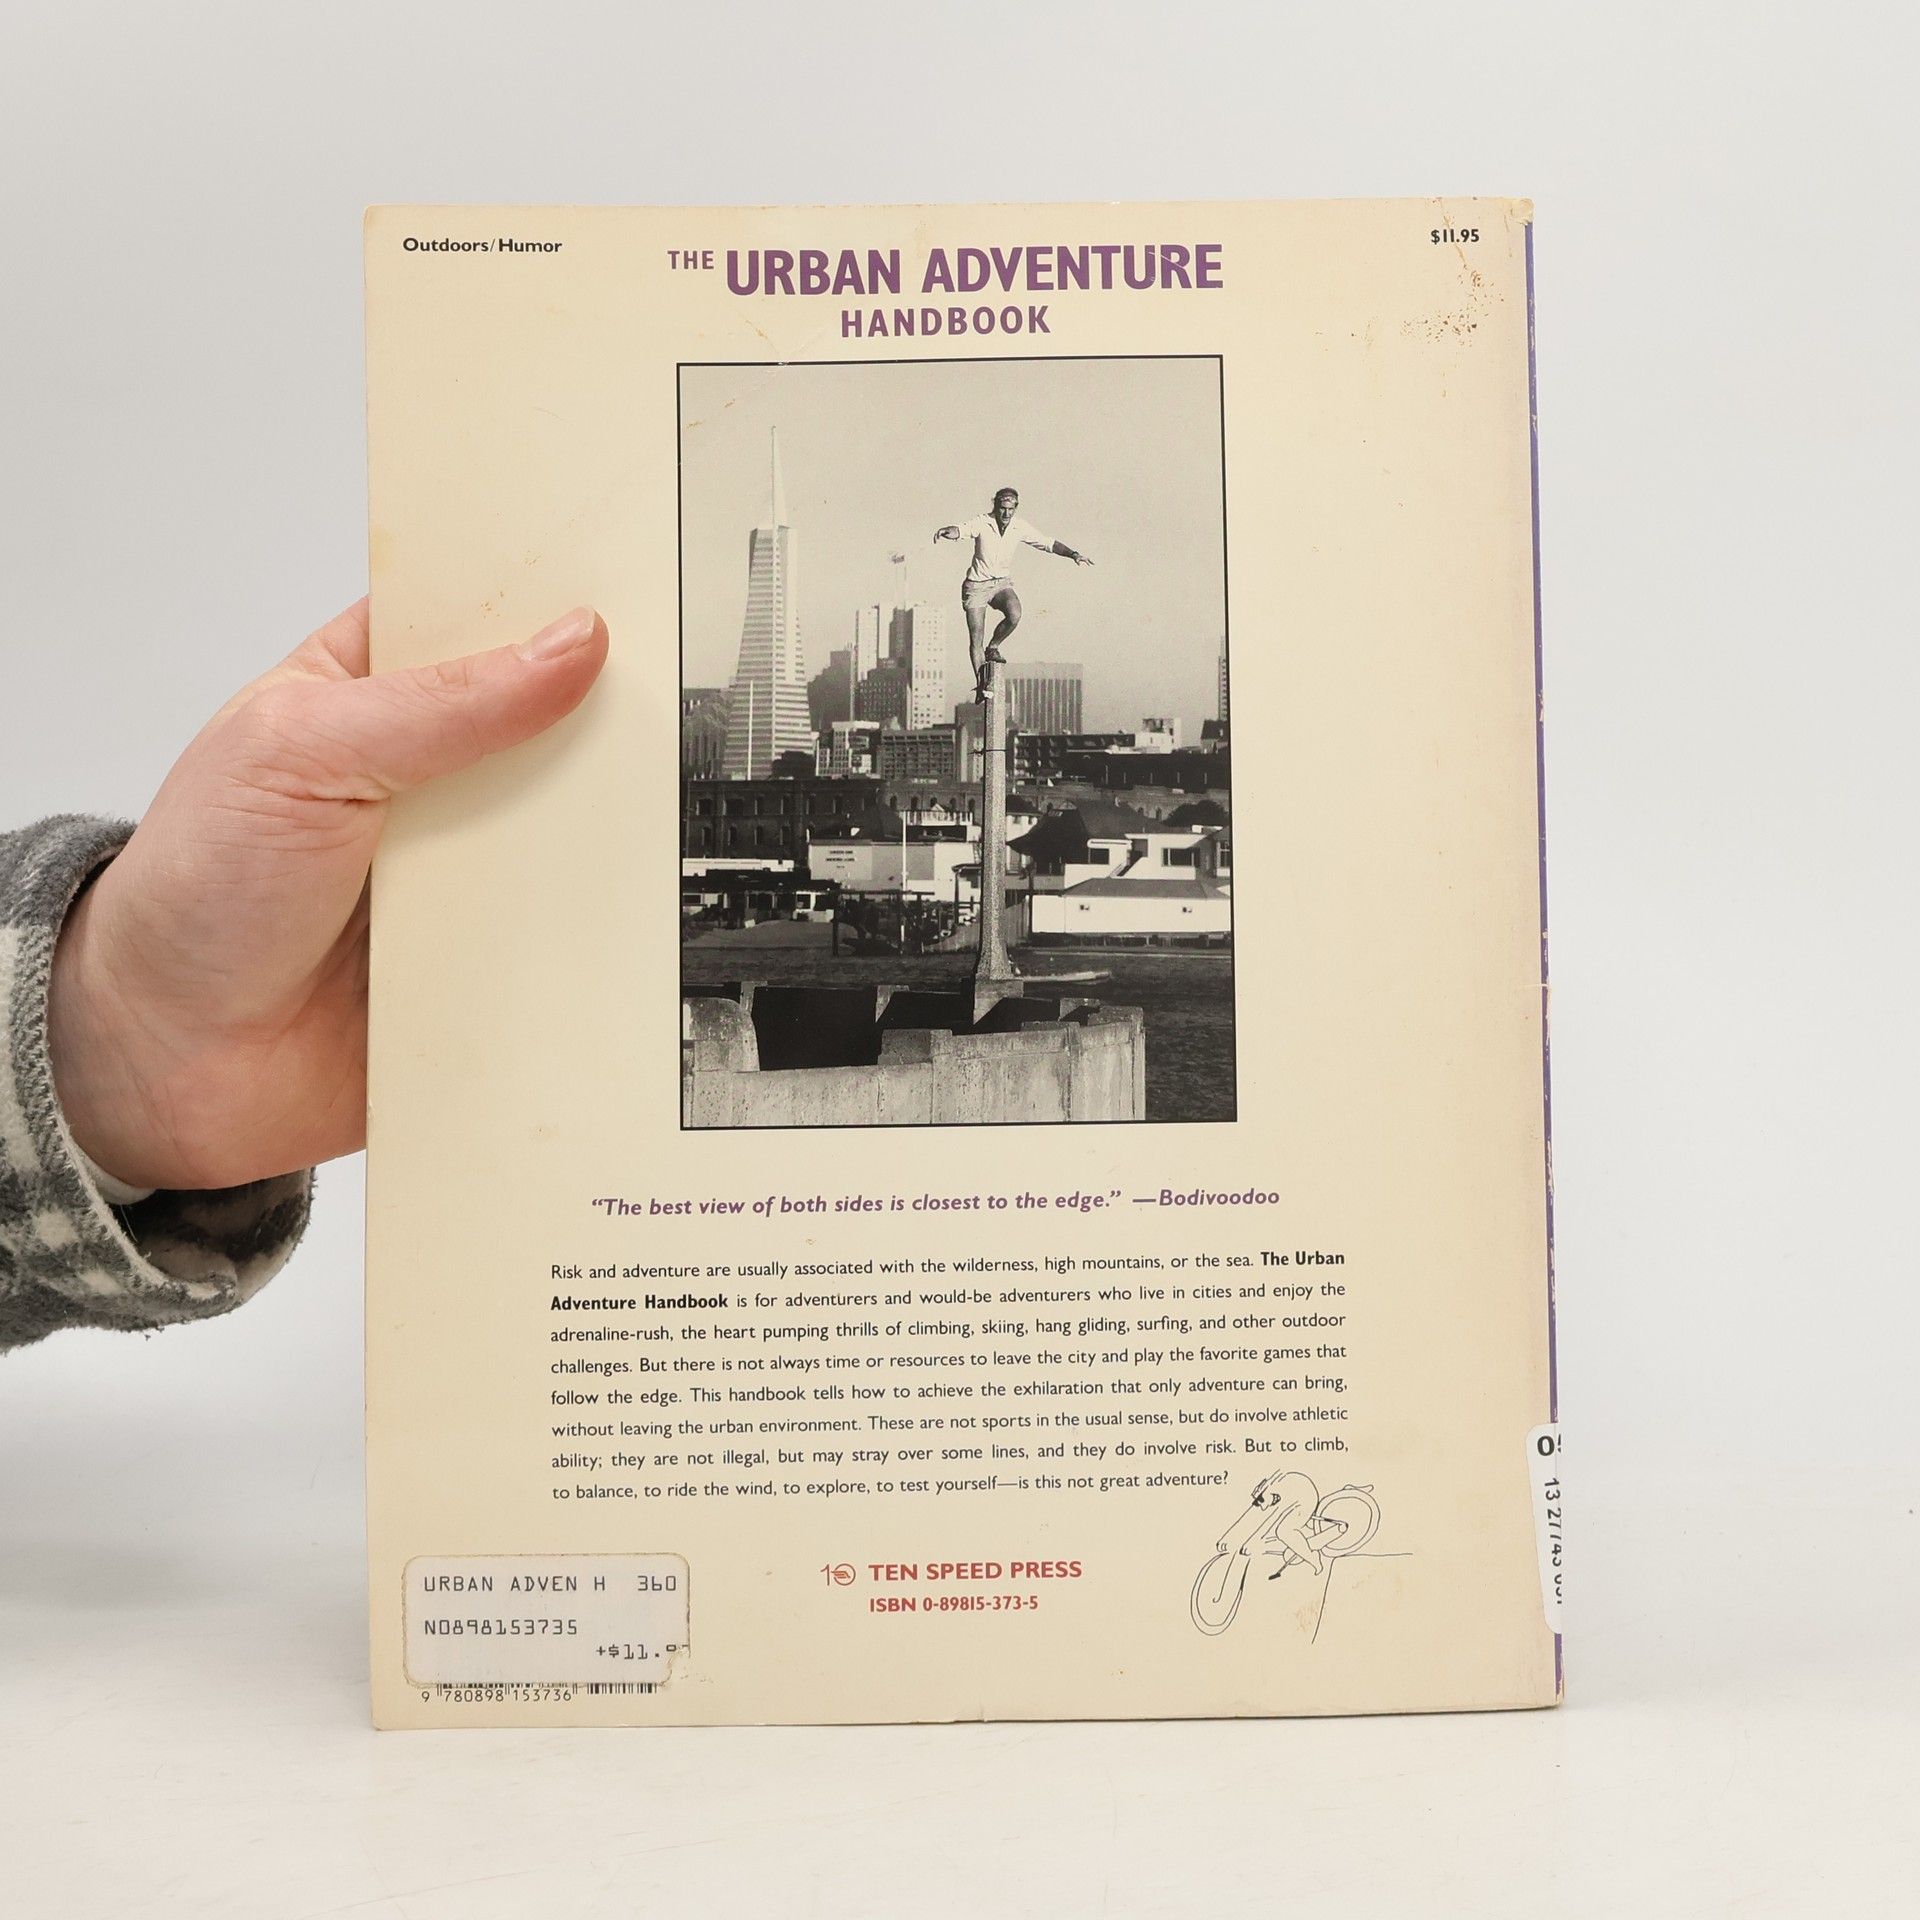 Outdoors/Humor
$11.95
THE URBAN ADVENTURE
HANDBOOK
“The best view of both sides is closest to the edge.” —Bodivoodoo
Risk and adventure are usually associated with the wilderness, high mountains, or the sea. The Urban
Adventure Handbook is for adventurers and would-be adventurers who live in cities and enjoy the
adrenaline-rush, the heart pumping thrills of climbing, skiing, hang gliding, surfing, and other outdoor
challenges. But there is not always time or resources to leave the city and play the favorite games that
follow the edge. This handbook tells how to achieve the exhilaration that only adventure can bring,
without leaving the urban environment. These are not sports in the usual sense, but do involve athletic
ability; they are not illegal, but may stray over some lines, and they do involve risk. But to climb,
to balance, to ride the wind, to explore, to test yourself—is this not great adventure?
TEN SPEED PRESS
ISBN 0-89815-373-5
URBAN ADVEN H 360
N0898153735
+$11.9
9 780898 153736